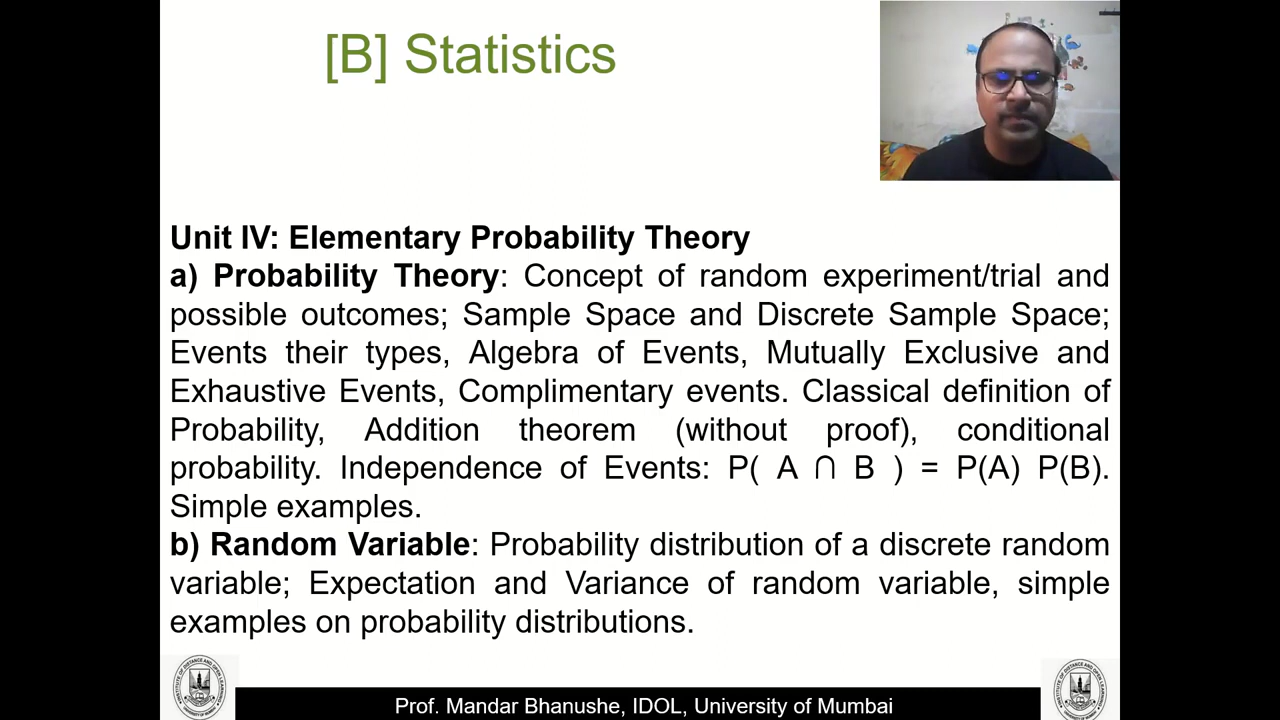 [B] Statistics
Unit IV: Elementary Probability Theory
a) Probability Theory: Concept of random experiment/trial and
possible outcomes; Sample Space and Discrete Sample Space;
Events their types, Algebra of Events, Mutually Exclusive and
Exhaustive Events, Complimentary events. Classical definition of
Probability, Addition theorem (without proof), conditional
probability. Independence of Events: P( A ∩ B ) = P(A) P(B).
Simple examples.
b) Random Variable: Probability distribution of a discrete random
variable; Expectation and Variance of random variable, simple
examples on probability distributions.
Prof. Mandar Bhanushe, IDOL, University of Mumbai